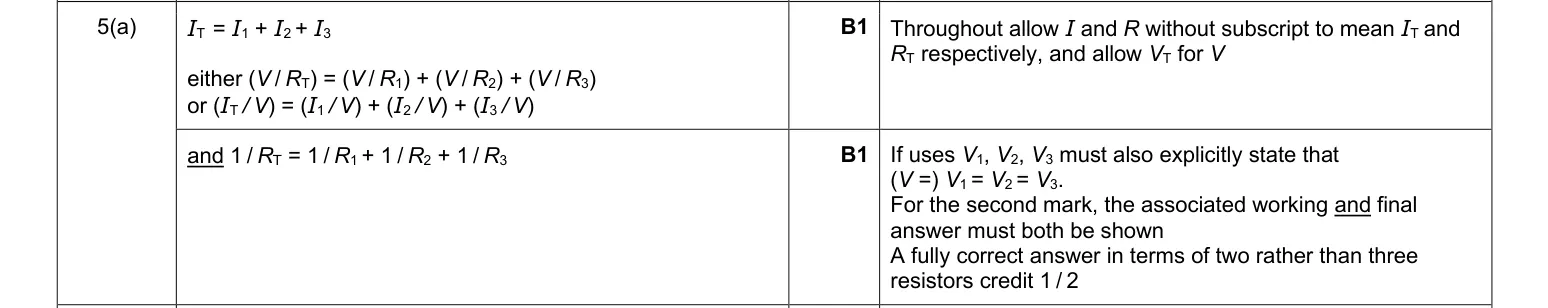 5(a)
I_T = I_1 + I_2 + I_3
either (V / R_T) = (V / R_1) + (V / R_2) + (V / R_3)
or (I_T / V) = (I_1 / V) + (I_2 / V) + (I_3 / V)
B1
Throughout allow I and R without subscript to mean I_T and
R_T respectively, and allow V_T for V
and 1 / R_T = 1 / R_1 + 1 / R_2 + 1 / R_3
B1
If uses V_1, V_2, V_3 must also explicitly state that
(V =) V_1 = V_2 = V_3.
For the second mark, the associated working and final
answer must both be shown
A fully correct answer in terms of two rather than three
resistors credit 1 / 2